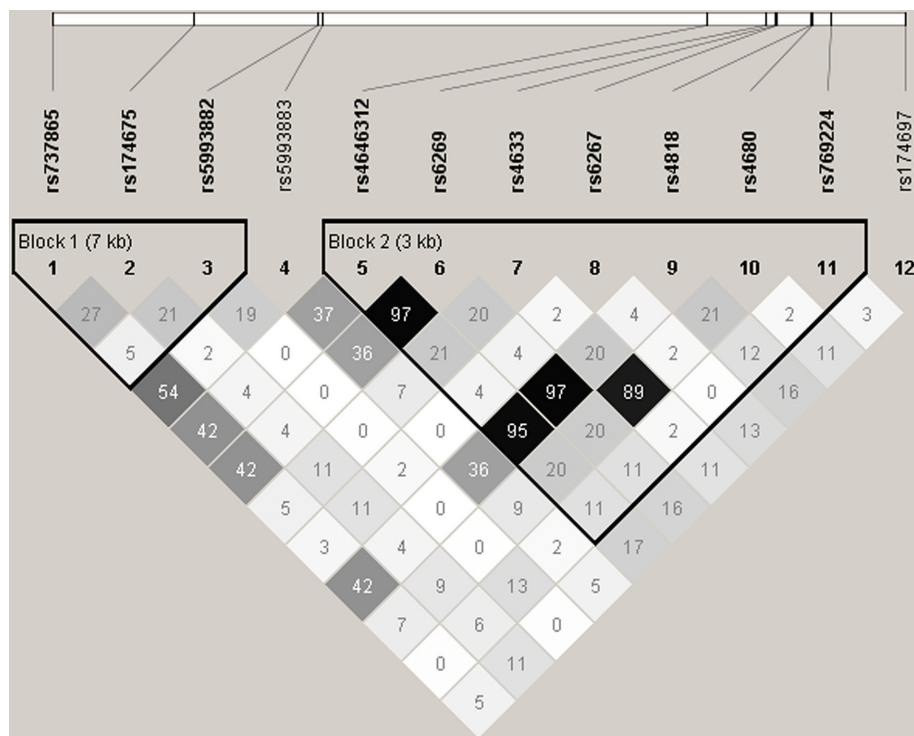 rs737865
rs174675
rs5993882
rs5993883
rs4646312
rs6269
rs4633
rs6267
rs4818
rs4680
rs769224
rs174697
Block 1 (7 kb) Block 2 (3 kb)
1 2 3 4 5 6 7 8 9 10 11 12
27 21 19 37 97 20 2 4 21 2 3
5 2 0 36 21 4 20 2 12 11
54 4 0 7 4 97 89 0 16
42 4 0 0 95 20 2 13
42 11 2 36 20 11 11
5 11 0 9 11 16
3 4 0 2 17
42 9 13 5
7 6 0
0 11
5